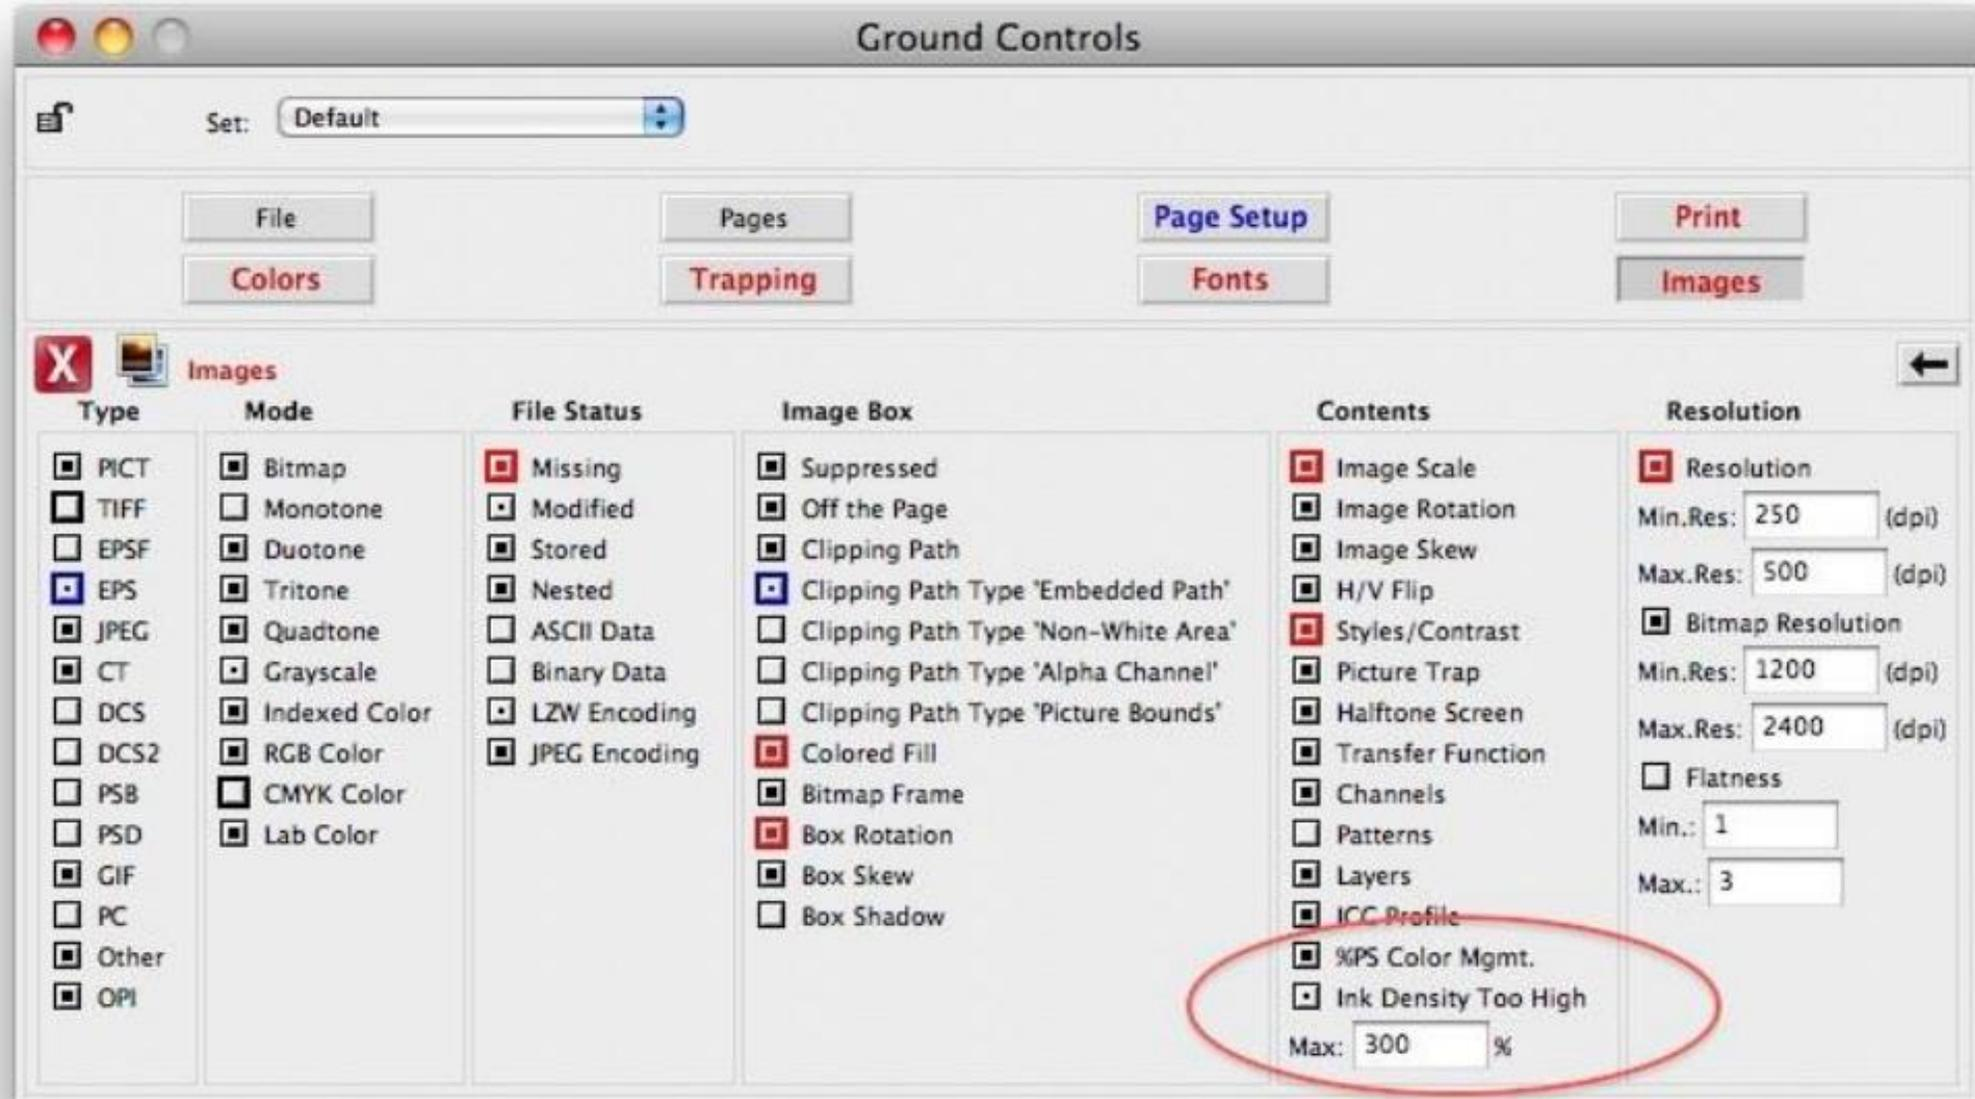 Ground Controls
Set: Default
File Pages Page Setup Print
Colors Trapping Fonts Images
X Images
Type
PICT
TIFF
EPSF
EPS
JPEG
CT
DCS
DCS2
PSB
PSD
GIF
PC
Other
OPI
Mode
Bitmap
Monotone
Duotone
Tritone
Quadtone
Grayscale
Indexed Color
RGB Color
CMYK Color
Lab Color
File Status
Missing
Modified
Stored
Nested
ASCII Data
Binary Data
LZW Encoding
JPEG Encoding
Image Box
Suppressed
Off the Page
Clipping Path
Clipping Path Type "Embedded Path"
Clipping Path Type "Non-White Area"
Clipping Path Type "Alpha Channel"
Clipping Path Type "Picture Bounds"
Colored Fill
Bitmap Frame
Box Rotation
Box Skew
Box Shadow
Contents
Image Scale
Image Rotation
Image Skew
H/V Flip
Styles/Contrast
Picture Trap
Halftone Screen
Transfer Function
Channels
Patterns
Layers
ICC Profile
%PS Color Mgmt.
Ink Density Too High
Max: 300 %
Resolution
Resolution
Min.Res: 250 (dpi)
Max.Res: 500 (dpi)
Bitmap Resolution
Min.Res: 1200 (dpi)
Max.Res: 2400 (dpi)
Flatness
Min.: 1
Max.: 3